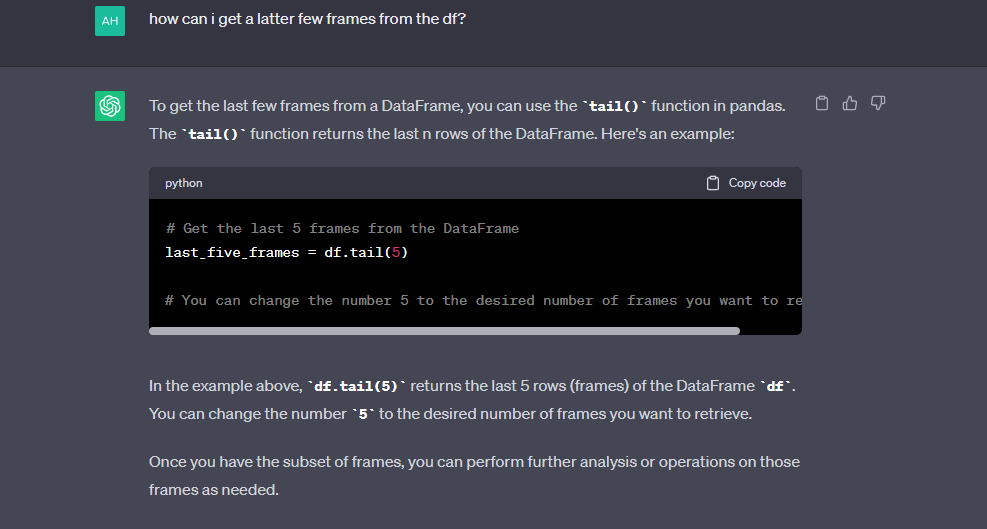 AH
how can i get a latter few frames from the df?
To get the last few frames from a DataFrame, you can use the `tail()` function in pandas.
The `tail()` function returns the last n rows of the DataFrame. Here's an example:
python
Copy code
# Get the last 5 frames from the DataFrame
last_five_frames = df.tail(5)
# You can change the number 5 to the desired number of frames you want to re
In the example above, `df.tail(5)` returns the last 5 rows (frames) of the DataFrame `df`.
You can change the number `5` to the desired number of frames you want to retrieve.
Once you have the subset of frames, you can perform further analysis or operations on those
frames as needed.